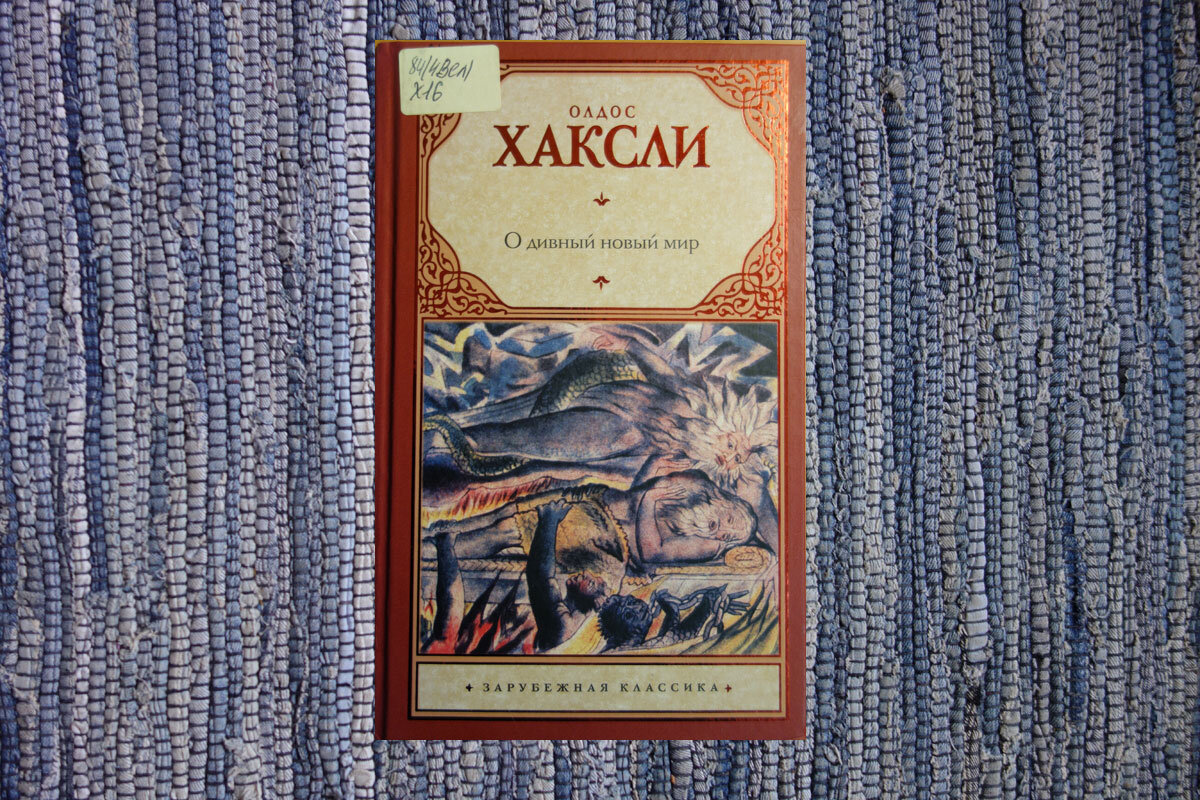 84(4Вел)
Х16
ОЛДОС
ХАКСЛИ
О дивный новый мир
ЗАРУБЕЖНАЯ КЛАССИКА